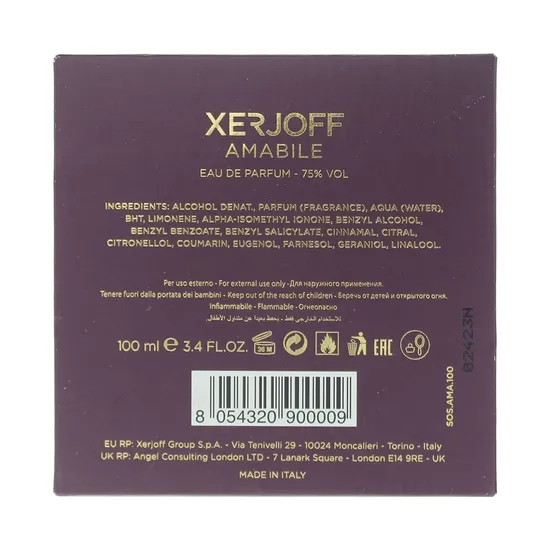 XERJOFF
AMABILE
EAU DE PARFUM - 75% VOL
INGREDIENTS: ALCOHOL DENAT., PARFUM (FRAGRANCE), AQUA (WATER),
BHT, LIMONENE, ALPHA-ISOMETHYL IONONE, BENZYL ALCOHOL,
BENZYL BENZOATE, BENZYL SALICYLATE, CINNAMAL, CITRAL,
CITRONELLOL, COUMARIN, EUGENOL, FARNESOL, GERANIOL, LINALOOL.
Per uso esterno - For external use only - Для наружного применения.
Tenere fuori dalla portata dei bambini - Keep out of the reach of children - Беречь от детей и открытого огня.
Infiammabile - Flammable - Огнеопасно
للاستخدام الخارجي فقط - يحفظ بعيدا عن متناول الأطفال.
100 ml ℮ 3.4 FL.OZ. 36 M EAC
02423N
SOS.AMA.100
8 054320 900009
EU RP: Xerjoff Group S.p.A. - Via Tenivelli 29 - 10024 Moncalieri - Torino - Italy
UK RP: Angel Consulting London LTD - 7 Lanark Square - London E14 9RE - UK
MADE IN ITALY